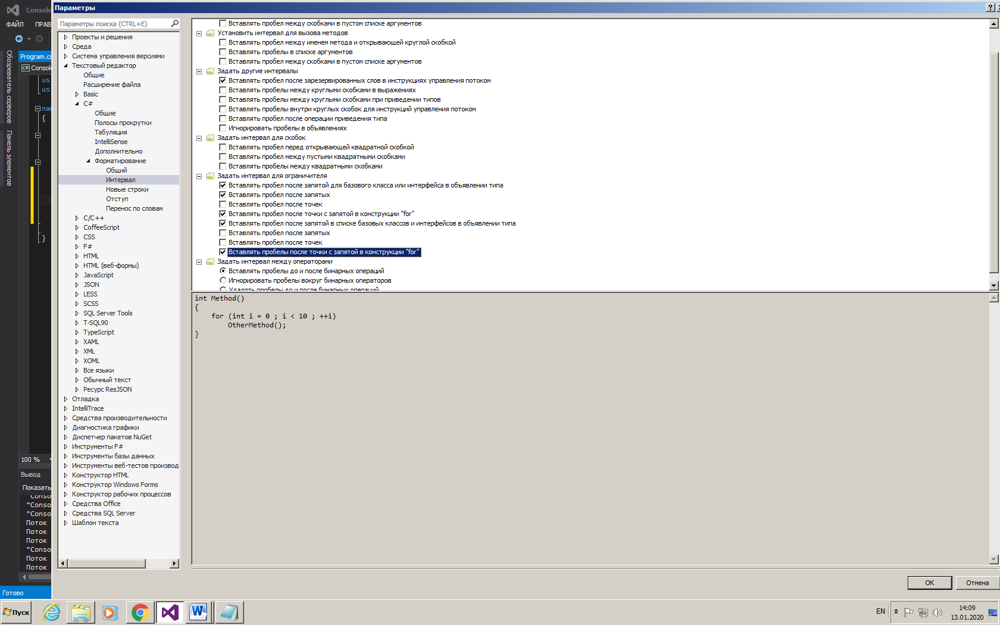 Параметры
Console
ФАЙЛ
ПРАВ
Program.cs
Обозреватель серверов
Панель элементов
us:
us:
nam
{
}
100 %
Вывод
Показать
"Conso
"Conso
"Conso
Поток
Поток
Поток
"Conso
Поток
Поток
Готово
Параметры поиска (CTRL+E)
Проекты и решения
Среда
Система управления версиями
Текстовый редактор
Общие
Расширение файла
Basic
C#
Общие
Полосы прокрутки
Табуляция
IntelliSense
Дополнительно
Форматирование
Общий
Интервал
Новые строки
Отступ
Перенос по словам
C/C++
CoffeeScript
CSS
F#
HTML
HTML (веб-формы)
JavaScript
JSON
LESS
SCSS
SQL Server Tools
T-SQL90
TypeScript
XAML
XML
XOML
Все языки
Обычный текст
Ресурс ResJSON
Отладка
IntelliTrace
Средства производительности
Диагностика графики
Диспетчер пакетов NuGet
Инструменты F#
Инструменты базы данных
Инструменты веб-тестов производ
Конструктор HTML
Конструктор Windows Forms
Конструктор рабочих процессов
Средства Office
Средства SQL Server
Шаблон текста
Вставлять пробел между скобками в пустом списке аргументов
Установить интервал для вызова методов
Вставлять пробел между именем метода и открывающей круглой скобкой
Вставлять пробелы в списке аргументов
Вставлять пробел между скобками в пустом списке аргументов
Задать другие интервалы
Вставлять пробел после зарезервированных слов в инструкциях управления потоком
Вставлять пробелы между круглыми скобками в выражениях
Вставлять пробелы между круглыми скобками при приведении типов
Вставлять пробелы внутри круглых скобок для инструкций управления потоком
Вставлять пробел после операции приведения типа
Игнорировать пробелы в объявлениях
Задать интервал для скобок
Вставлять пробел перед открывающей квадратной скобкой
Вставлять пробел между пустыми квадратными скобками
Вставлять пробелы между квадратными скобками
Задать интервал для ограничителя
Вставлять пробел после запятой для базового класса или интерфейса в объявлении типа
Вставлять пробел после запятых
Вставлять пробел после точек
Вставлять пробел после точки с запятой в конструкции "for"
Вставлять пробел после запятой в списке базовых классов и интерфейсов в объявлении типа
Вставлять пробел после запятых
Вставлять пробел после точек
Вставлять пробелы после точки с запятой в конструкции "for"
Задать интервал между операторами
Вставлять пробелы до и после бинарных операций
Игнорировать пробелы вокруг бинарных операторов
Удалять пробелы до и после бинарных операций
int Method()
{
for (int i = 0 ; i < 10 ; ++i)
OtherMethod();
}
OK
Отмена
Пуск
EN
14:09
13.01.2020